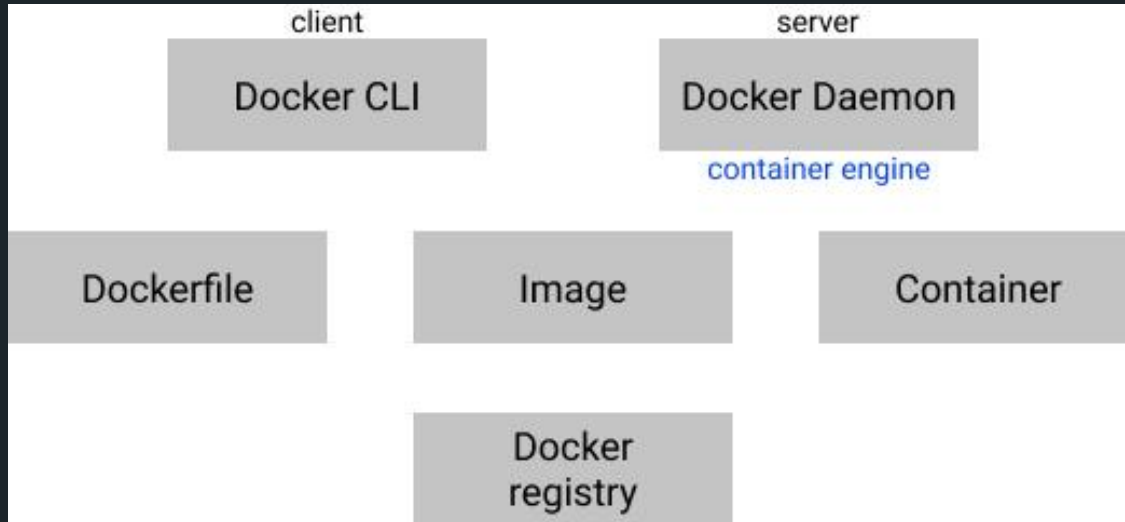 client
server
Docker CLI
Docker Daemon
container engine
Dockerfile
Image
Container
Docker
registry